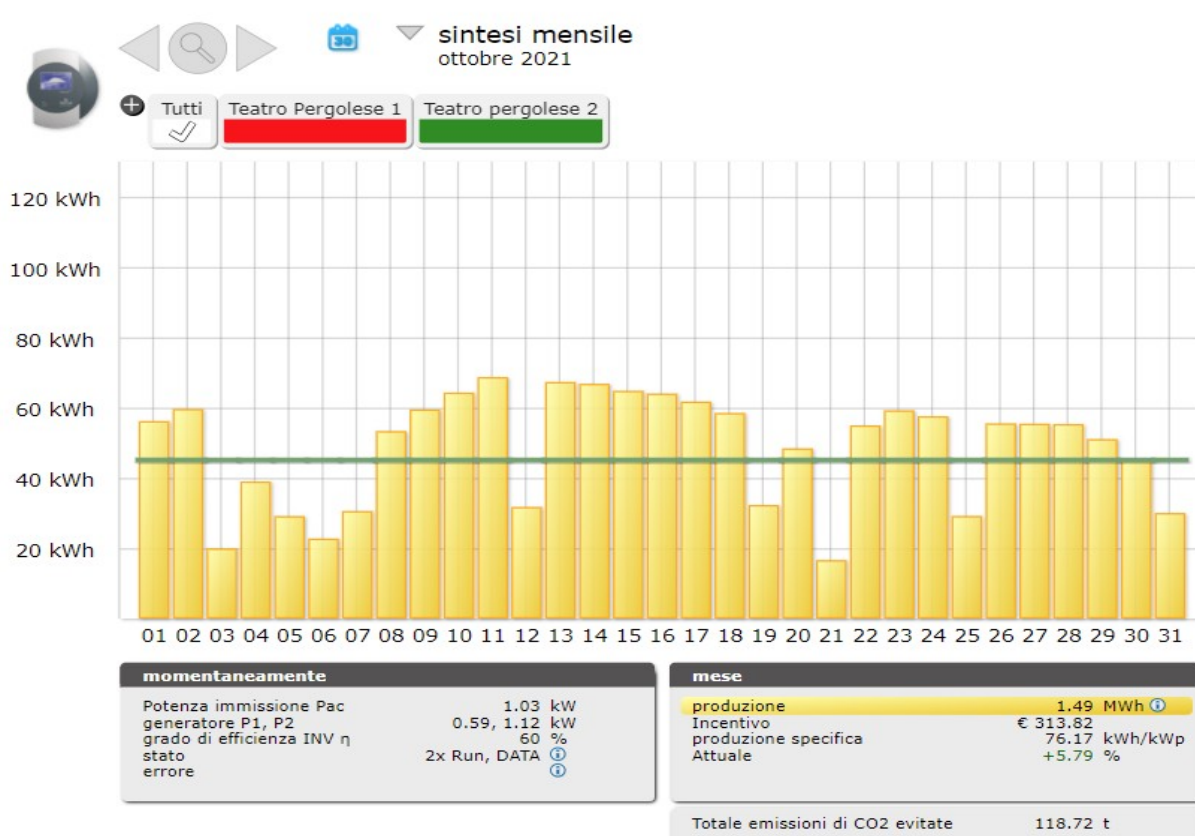 30
sintesi mensile
ottobre 2021
Tutti Teatro Pergolese 1 Teatro pergolese 2
120 kWh
100 kWh
80 kWh
60 kWh
40 kWh
20 kWh
01 02 03 04 05 06 07 08 09 10 11 12 13 14 15 16 17 18 19 20 21 22 23 24 25 26 27 28 29 30 31
momentaneamente
Potenza immissione Pac 1.03 kW
generatore P1, P2 0.59, 1.12 kW
grado di efficienza INV η 60 %
stato 2x Run, DATA
errore
mese
produzione 1.49 MWh
Incentivo € 313.82
produzione specifica 76.17 kWh/kWp
Attuale +5.79 %
Totale emissioni di CO2 evitate 118.72 t